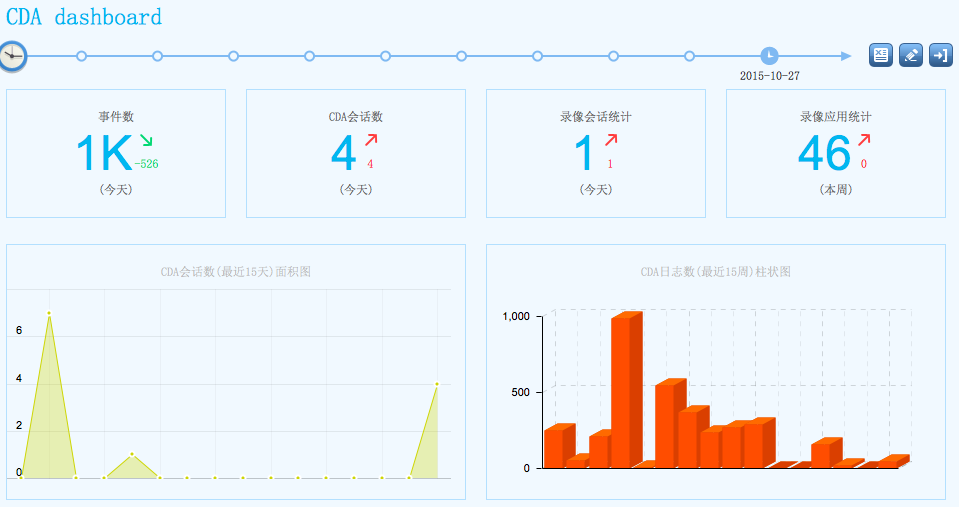 CDA dashboard
2015-10-27
事件数
1K -526
(今天)
CDA会话数
4 4
(今天)
录像会话统计
1 1
(今天)
录像应用统计
46 0
(本周)
CDA会话数(最近15天)面积图
6
4
2
0
CDA日志数(最近15周)柱状图
1,000
500
0